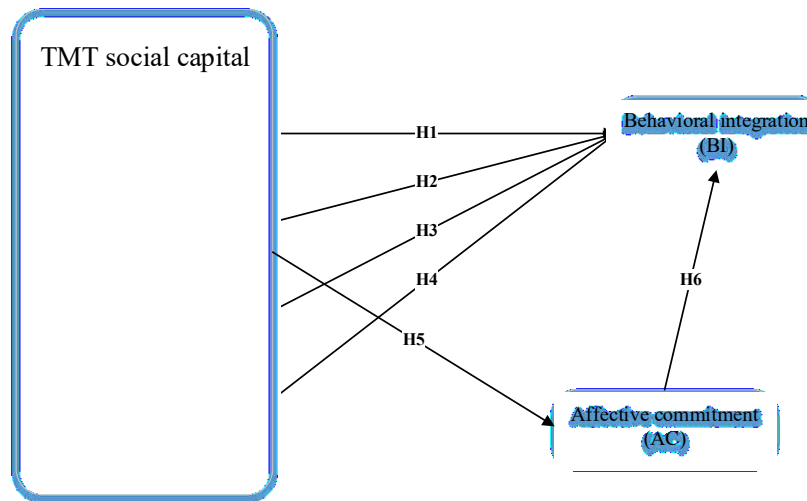 TMT social capital
Behavioral integration
(BI)
H1
H2
H3
H4
H6
H5
Affective commitment
(AC)